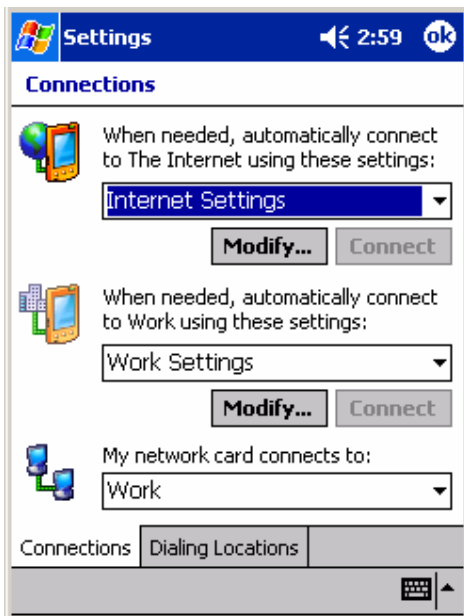 Settings 2:59 ok
Connections
When needed, automatically connect
to The Internet using these settings:
Internet Settings
Modify... Connect
When needed, automatically connect
to Work using these settings:
Work Settings
Modify... Connect
My network card connects to:
Work
Connections Dialing Locations